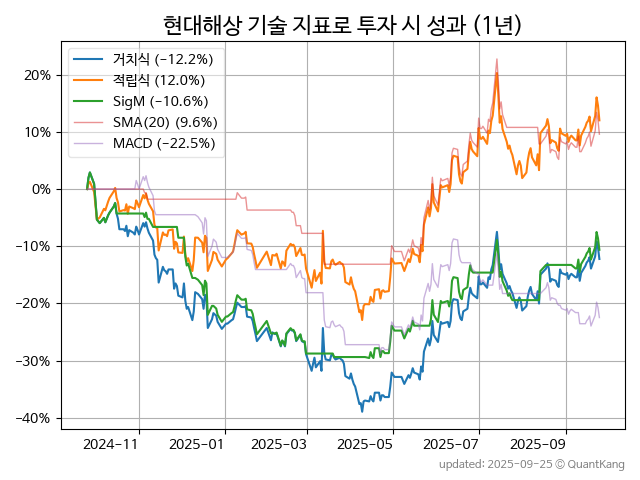 현대해상 기술 지표로 투자 시 성과 (1년)
거치식 (−12.2%)
적립식 (12.0%)
SigM (−10.6%)
SMA(20) (9.6%)
MACD (−22.5%)
20%
10%
0%
−10%
−20%
−30%
−40%
2024-11 2025-01 2025-03 2025-05 2025-07 2025-09
updated: 2025-09-25 © QuantKang